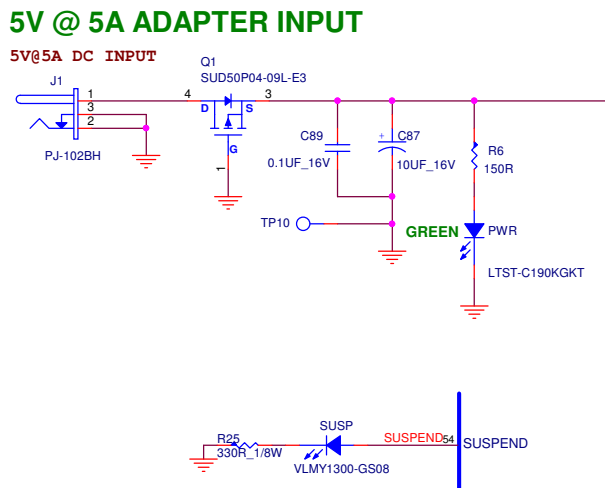 5V @ 5A ADAPTER INPUT
5V@5A DC INPUT
Q1
SUD50P04-09L-E3
J1
1
3
2
PJ-102BH
4
3
D
S
G
1
C89
0.1UF_16V
+
C87
10UF_16V
R6
150R
TP10
GREEN
PWR
LTST-C190KGKT
SUSP
R25
330R_1/8W
VLMY1300-GS08
SUSPEND
54
SUSPEND